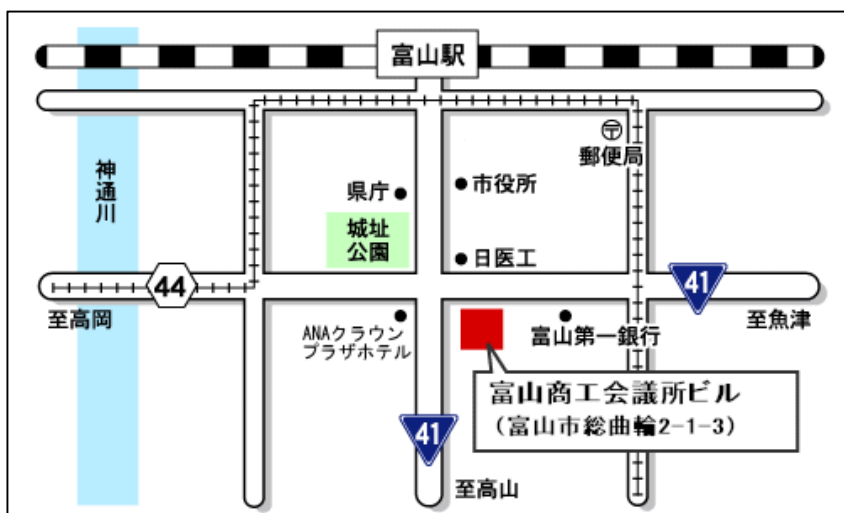 富山駅
〒
郵便局
神通川
県庁
市役所
城址
公園
日医工
44
41
至高岡
ANAクラウン
プラザホテル
富山第一銀行
至魚津
富山商工会議所ビル
（富山市総曲輪2-1-3）
41
至高山